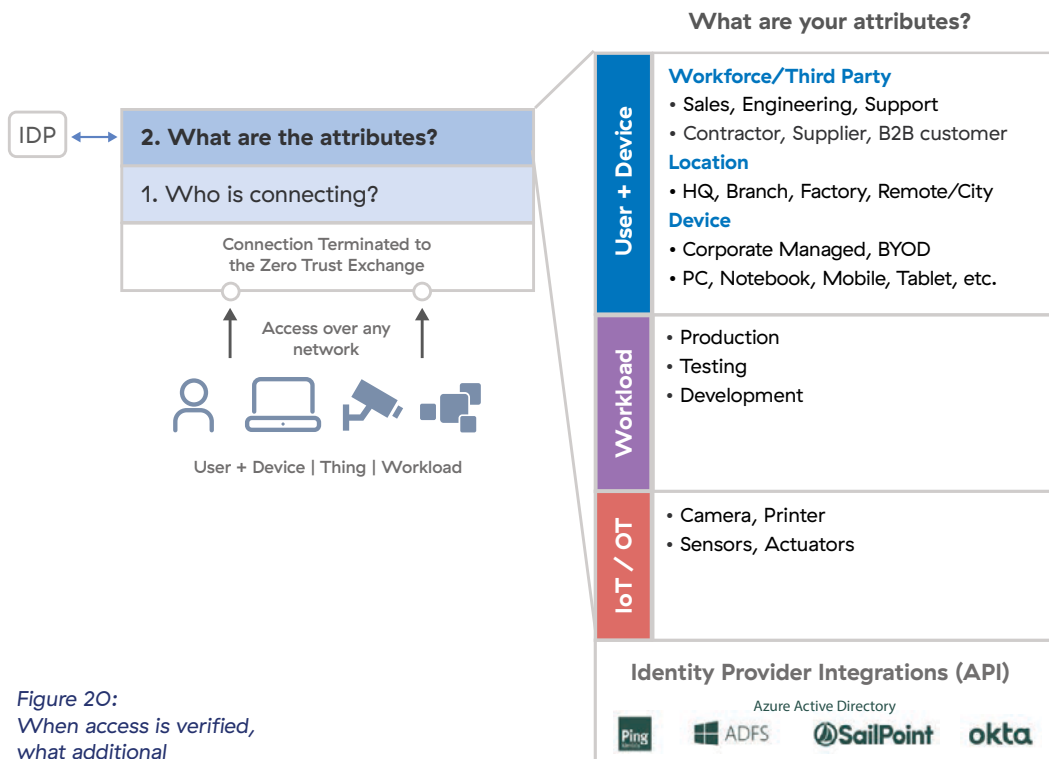 What are your attributes?
IDP
2. What are the attributes?
1. Who is connecting?
Connection Terminated to
the Zero Trust Exchange
Access over any
network
User + Device | Thing | Workload
User + Device
Workforce/Third Party
• Sales, Engineering, Support
• Contractor, Supplier, B2B customer
Location
• HQ, Branch, Factory, Remote/City
Device
• Corporate Managed, BYOD
• PC, Notebook, Mobile, Tablet, etc.
Workload
• Production
• Testing
• Development
IoT / OT
• Camera, Printer
• Sensors, Actuators
Identity Provider Integrations (API)
Azure Active Directory
Ping
ADFS
SailPoint
okta
Figure 20:
When access is verified,
what additional